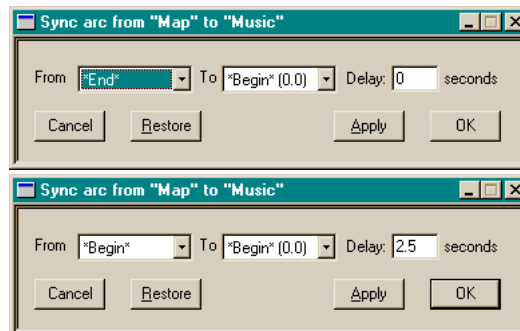 Sync arc from "Map" to "Music"
From *End* To *Begin* (0.0) Delay: 0 seconds
Cancel Restore Apply OK
Sync arc from "Map" to "Music"
From *Begin* To *Begin* (0.0) Delay: 2.5 seconds
Cancel Restore Apply OK